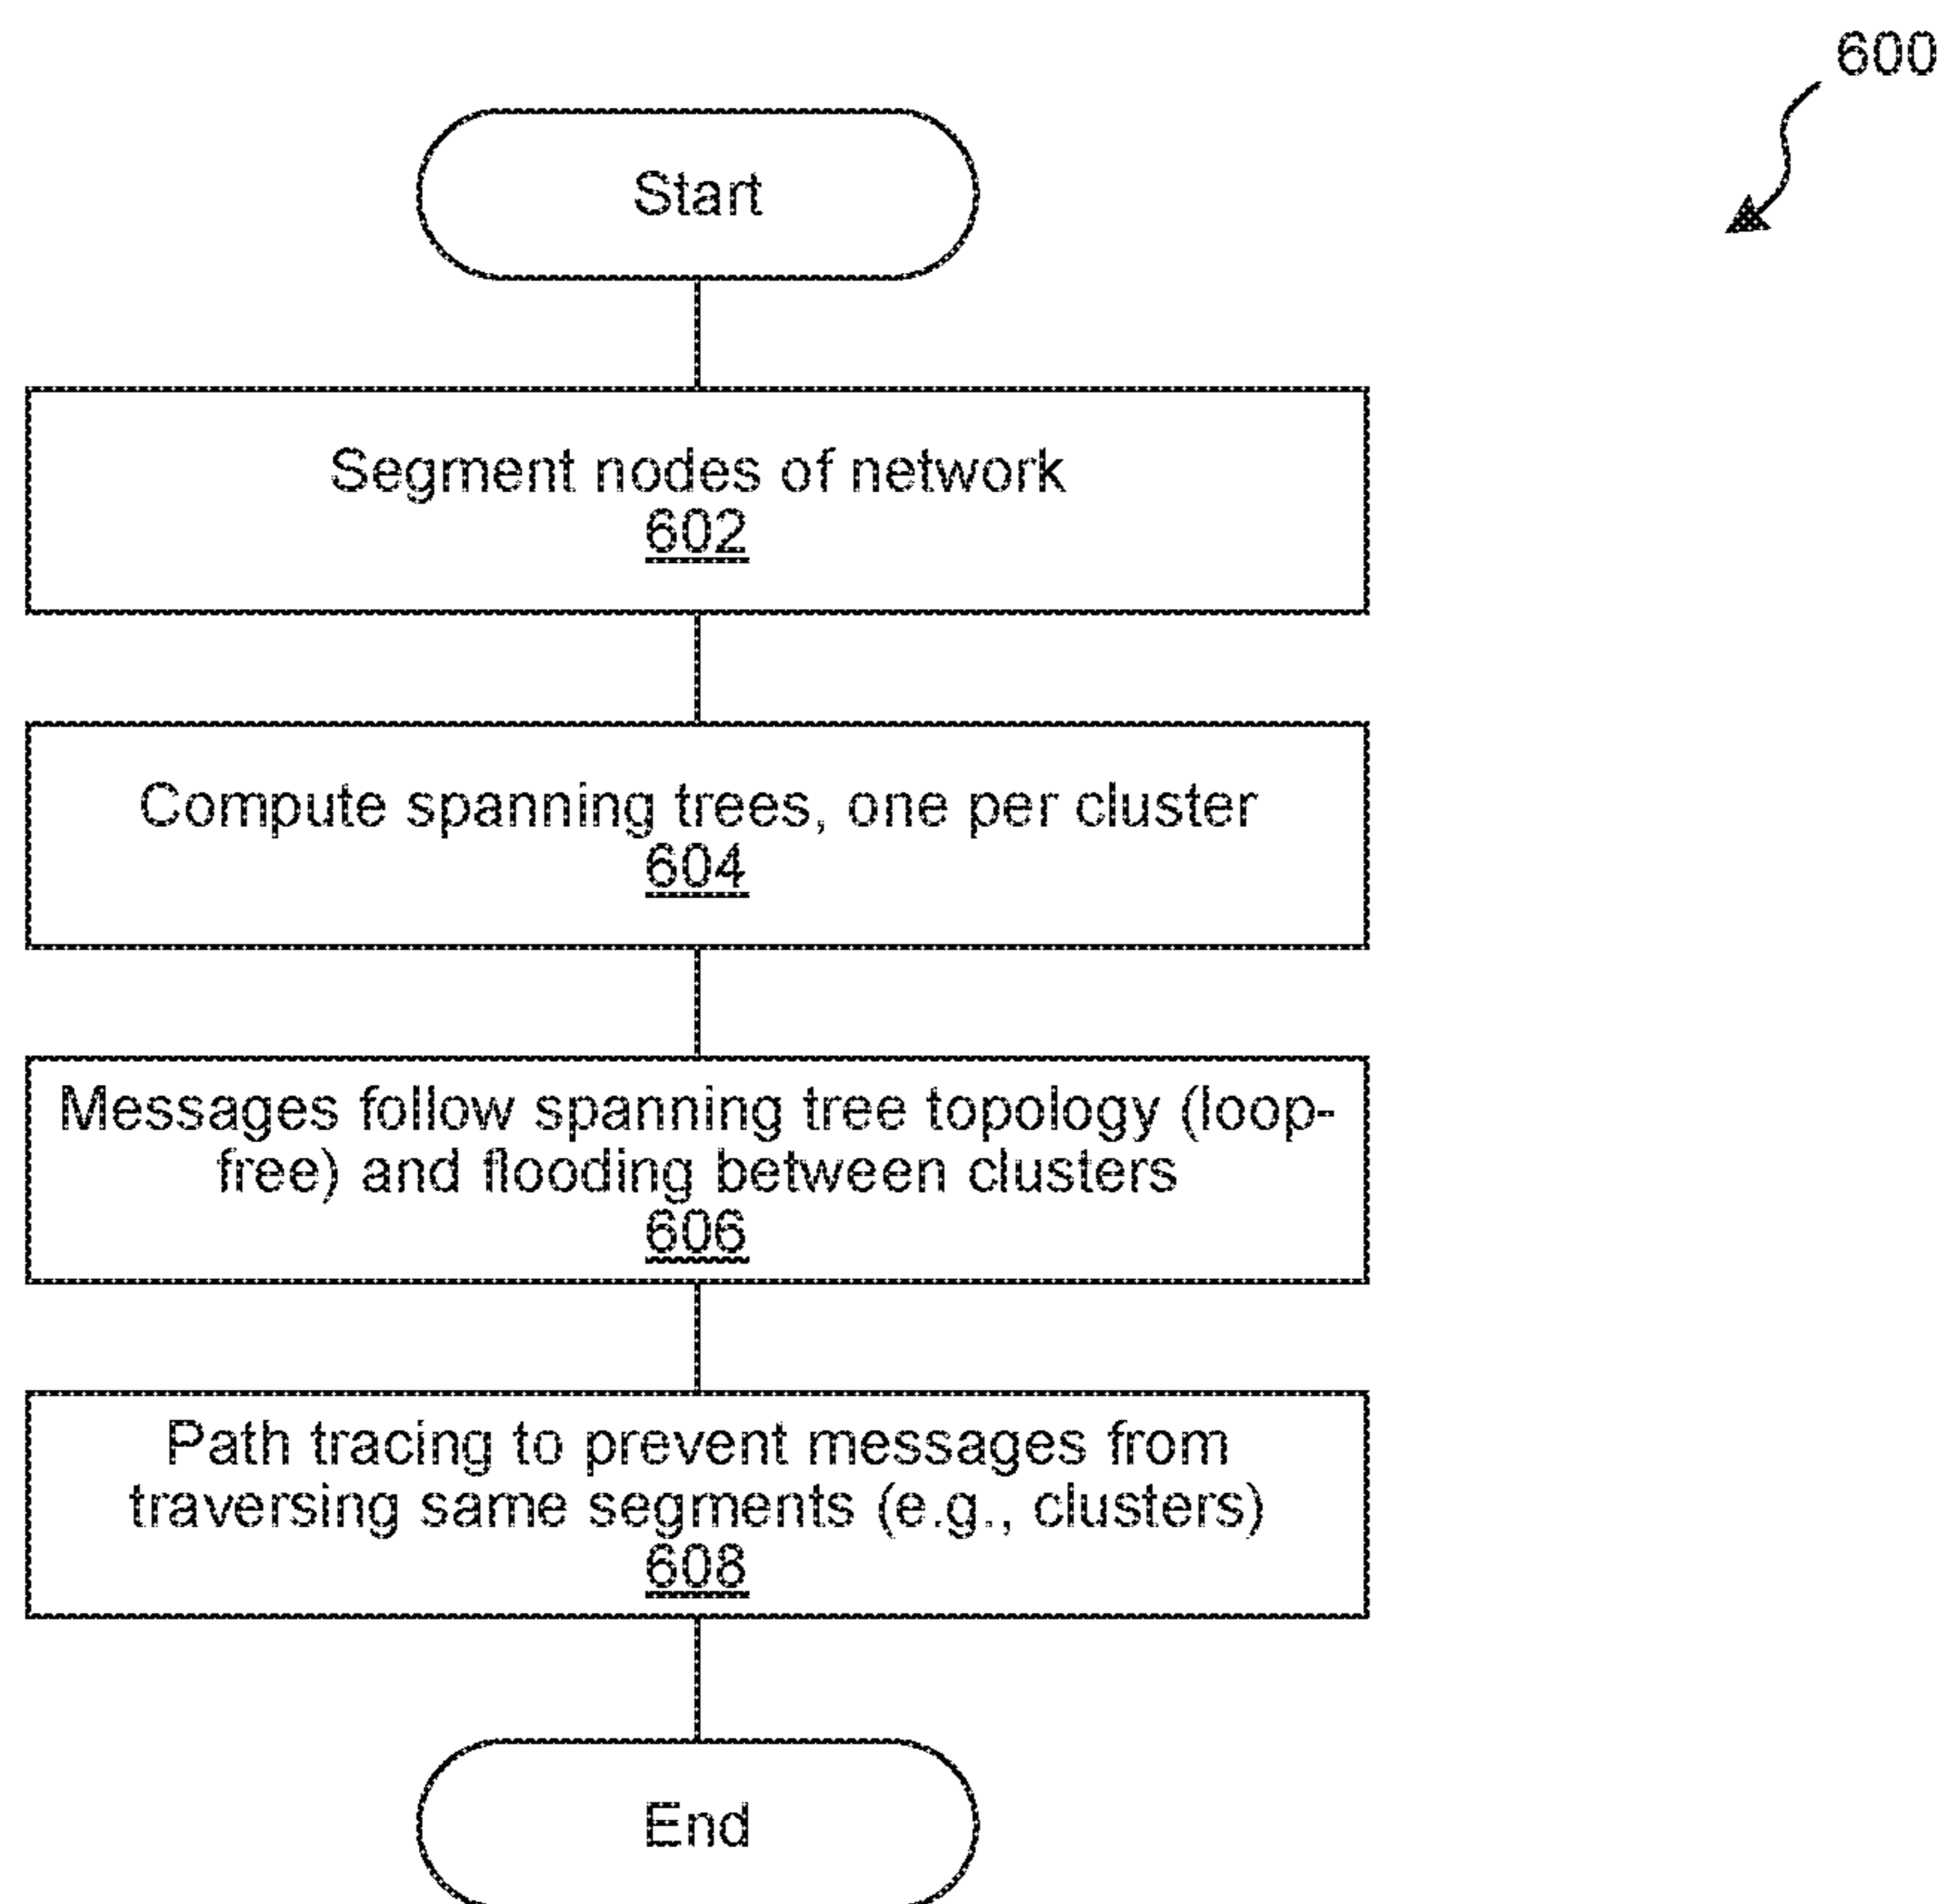 600
Start
Segment nodes of network
602
Compute spanning trees, one per cluster
604
Messages follow spanning tree topology (loop-
free) and flooding between clusters
606
Path tracing to prevent messages from
traversing same segments (e.g., clusters)
608
End